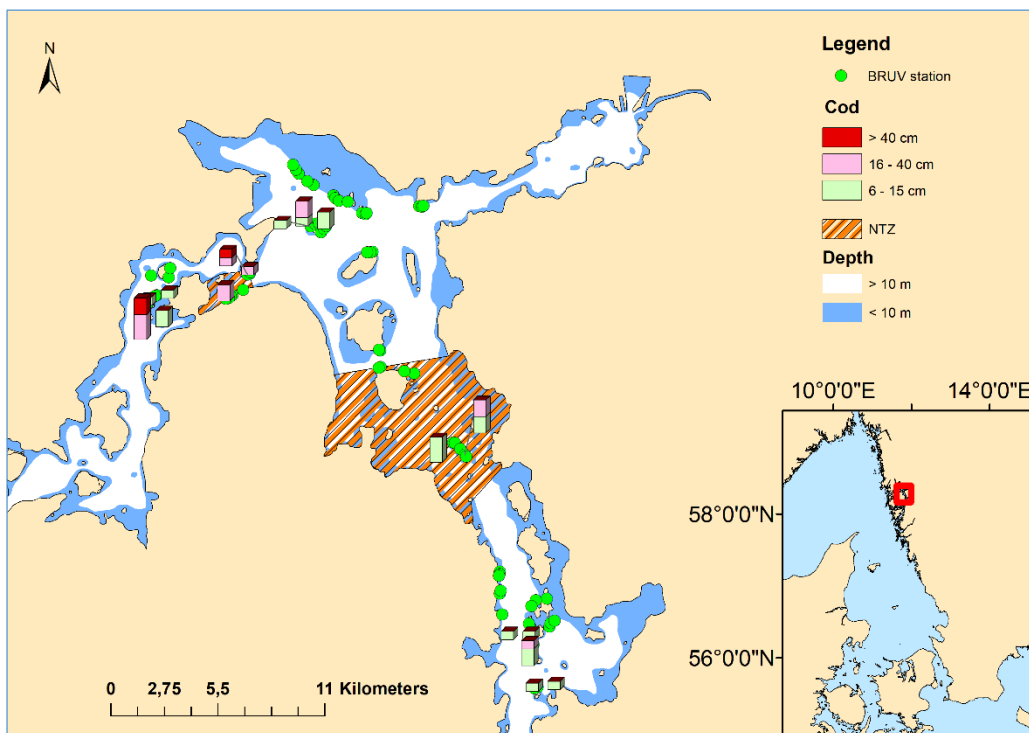 N
Legend
BRUV station
Cod
> 40 cm
16 - 40 cm
6 - 15 cm
NTZ
Depth
> 10 m
< 10 m
10°0'0"E 14°0'0"E
58°0'0"N
56°0'0"N
0 2,75 5,5 11 Kilometers